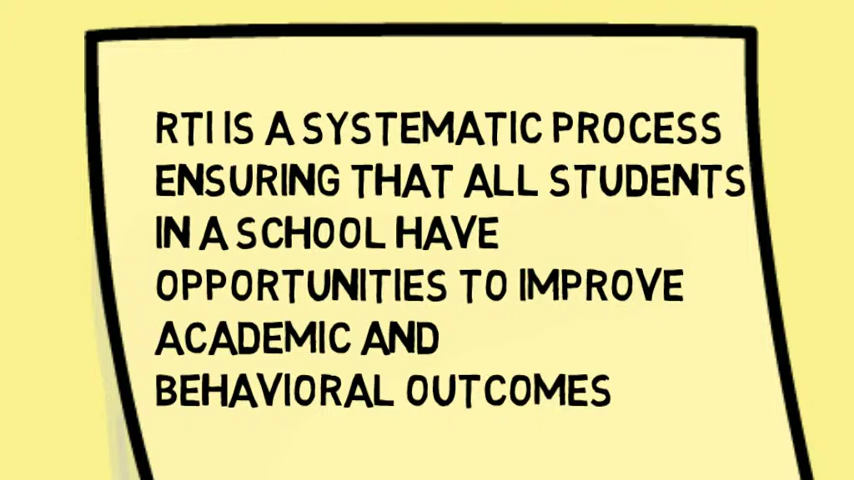 RTI IS A SYSTEMATIC PROCESS
ENSURING THAT ALL STUDENTS
IN A SCHOOL HAVE
OPPORTUNITIES TO IMPROVE
ACADEMIC AND
BEHAVIORAL OUTCOMES